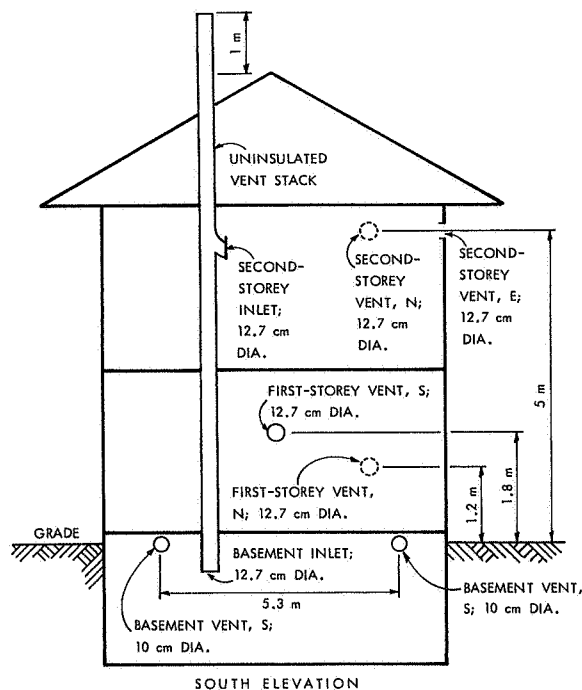 1 m
UNINSULATED
VENT STACK
SECOND-
STOREY
INLET;
12.7 cm
DIA.
SECOND-
STOREY
VENT, N;
12.7 cm
DIA.
SECOND-
STOREY
VENT, E;
12.7 cm
DIA.
5 m
FIRST-STOREY VENT, S;
12.7 cm DIA.
1.8 m
1.2 m
FIRST-STOREY VENT,
N; 12.7 cm DIA.
GRADE
BASEMENT INLET;
12.7 cm DIA.
5.3 m
BASEMENT VENT,
S; 10 cm DIA.
BASEMENT VENT, S;
10 cm DIA.
SOUTH ELEVATION